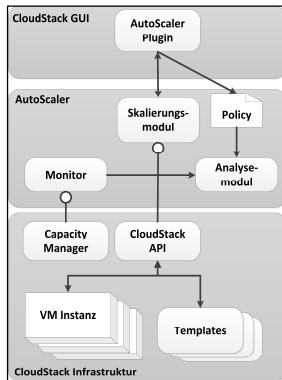 CloudStack GUI
AutoScaler
Plugin
AutoScaler
Skalierungs-
modul
Policy
Monitor
Analyse-
modul
Capacity
Manager
CloudStack
API
VM Instanz
Templates
CloudStack Infrastruktur